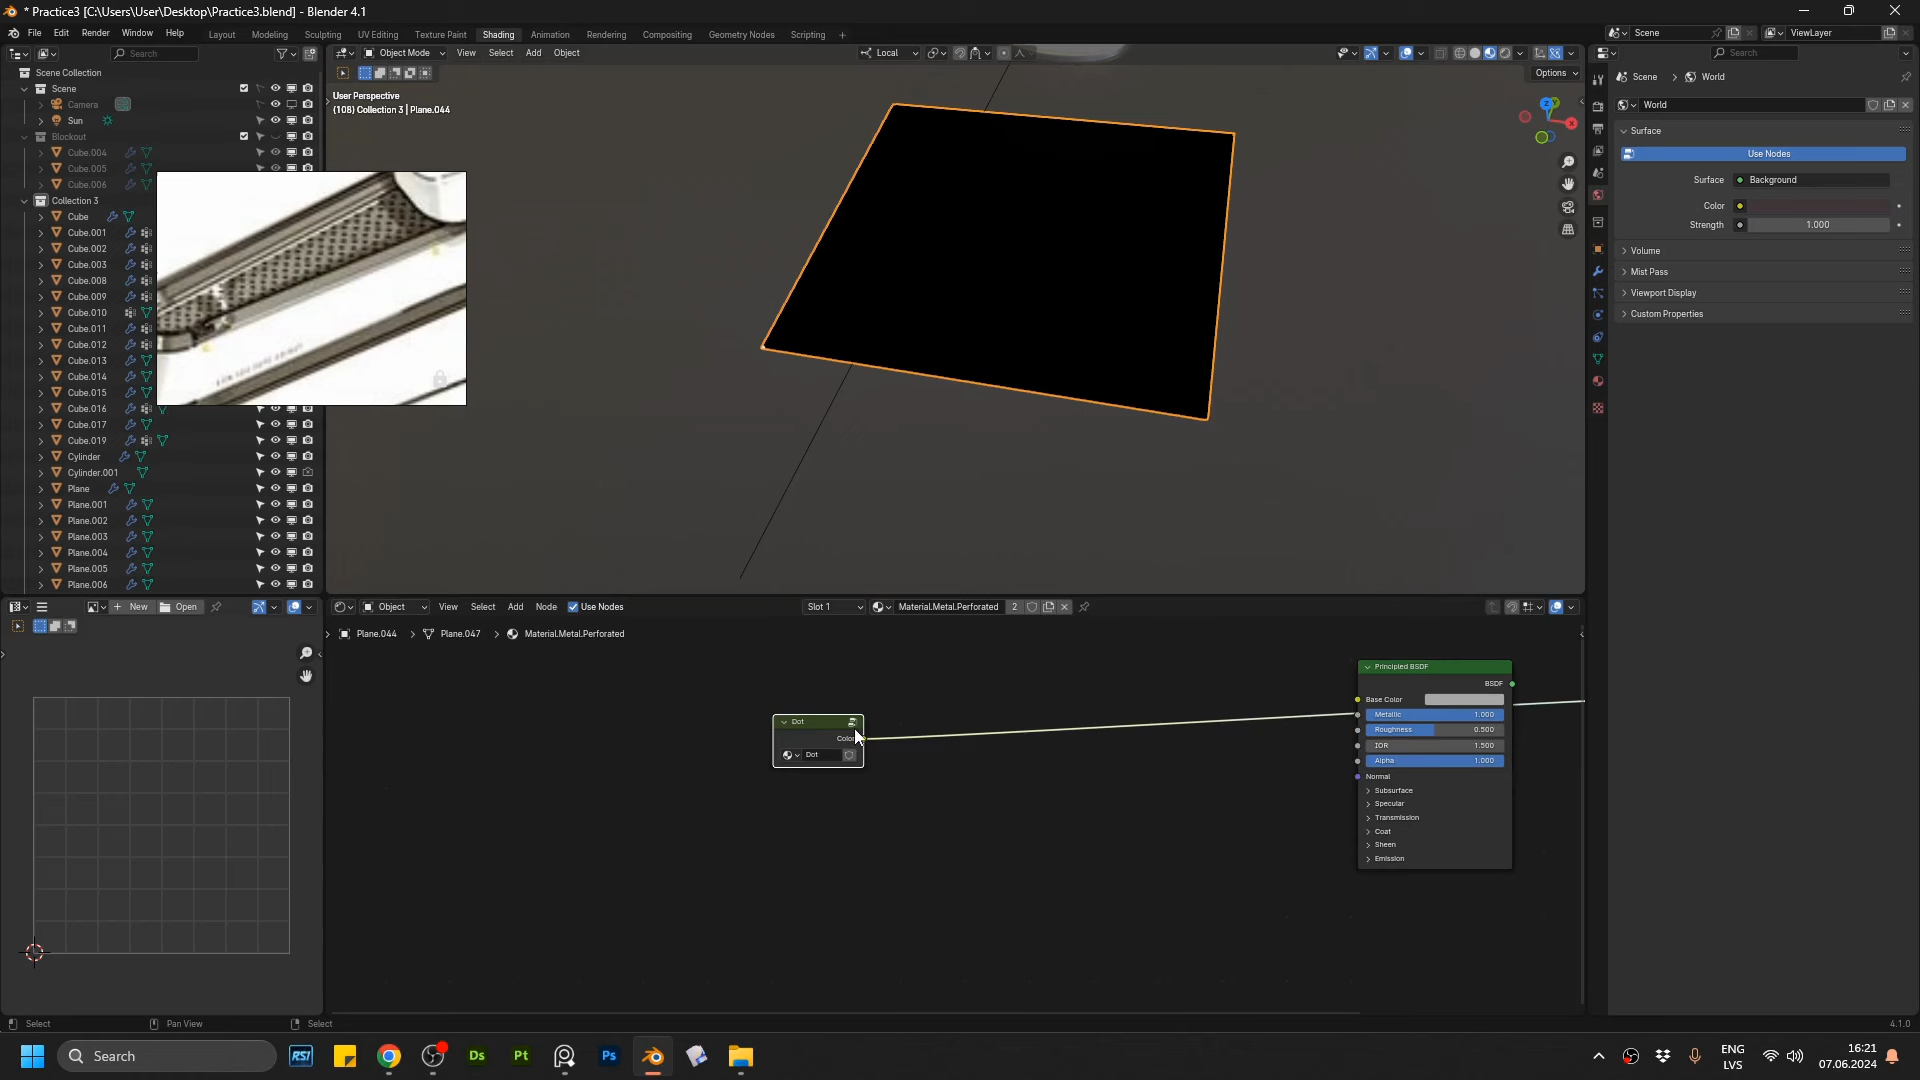 * Practice3 [C:\Users\User\Desktop\Practice3.blend] - Blender 4.1
File Edit Render Window Help
Layout Modeling Sculpting UV Editing Texture Paint Shading Animation Rendering Compositing Geometry Nodes Scripting +
Scene
ViewLayer
Search
Object Mode View Select Add Object
Local
Search
Options
Scene Collection
Scene
Camera
Sun
Blockout
Cube.004
Cube.005
Cube.006
Collection 3
Cube
Cube.001
Cube.002
Cube.003
Cube.008
Cube.009
Cube.010
Cube.011
Cube.012
Cube.013
Cube.014
Cube.015
Cube.016
Cube.017
Cube.019
Cylinder
Cylinder.001
Plane
Plane.001
Plane.002
Plane.003
Plane.004
Plane.005
Plane.006
User Perspective
(108) Collection 3 | Plane.044
Z
Y
X
Scene > World
World
Surface
Use Nodes
Surface Background
Color
Strength 1.000
Volume
Mist Pass
Viewport Display
Custom Properties
New Open
Object View Select Add Node Use Nodes
Slot 1
Material.Metal.Perforated 2
Plane.044 > Plane.047 > Material.Metal.Perforated
Dot
Color
Dot
Principled BSDF
BSDF
Base Color
Metallic 1.000
Roughness 0.500
IOR 1.500
Alpha 1.000
Normal
Subsurface
Specular
Transmission
Coat
Sheen
Emission
Select Pan View Select
4.1.0
Search
RSI
Ds
Pt
Ps
ENG
LVS
16:21
07.06.2024